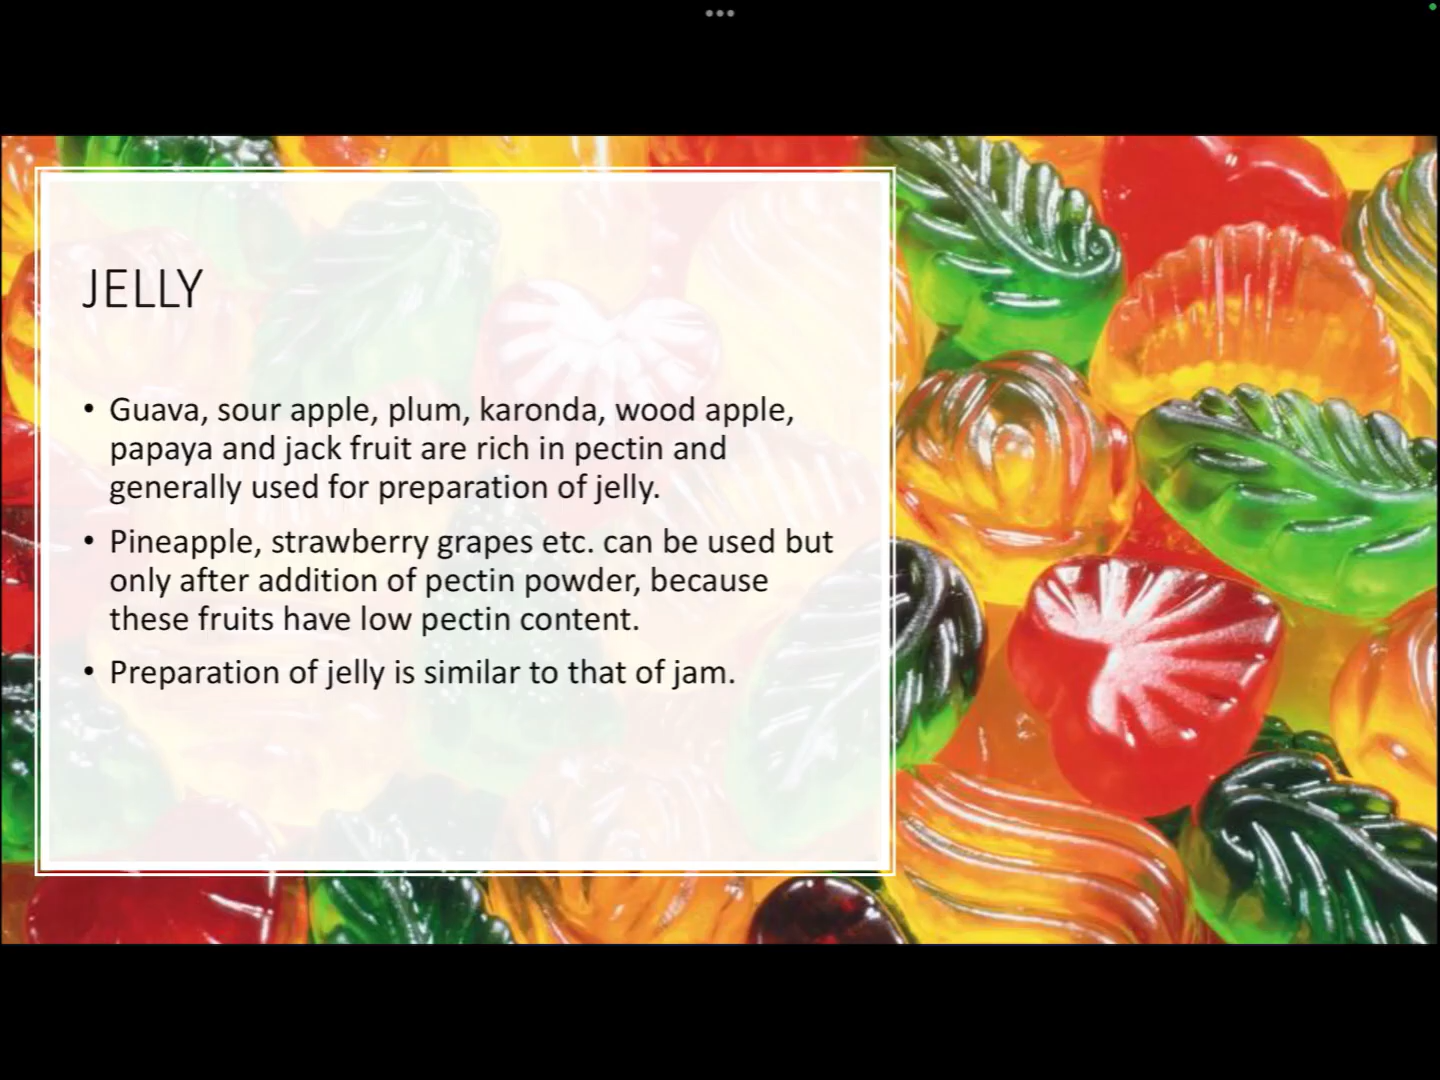 JELLY
• Guava, sour apple, plum, karonda, wood apple,
papaya and jack fruit are rich in pectin and
generally used for preparation of jelly.
• Pineapple, strawberry grapes etc. can be used but
only after addition of pectin powder, because
these fruits have low pectin content.
• Preparation of jelly is similar to that of jam.